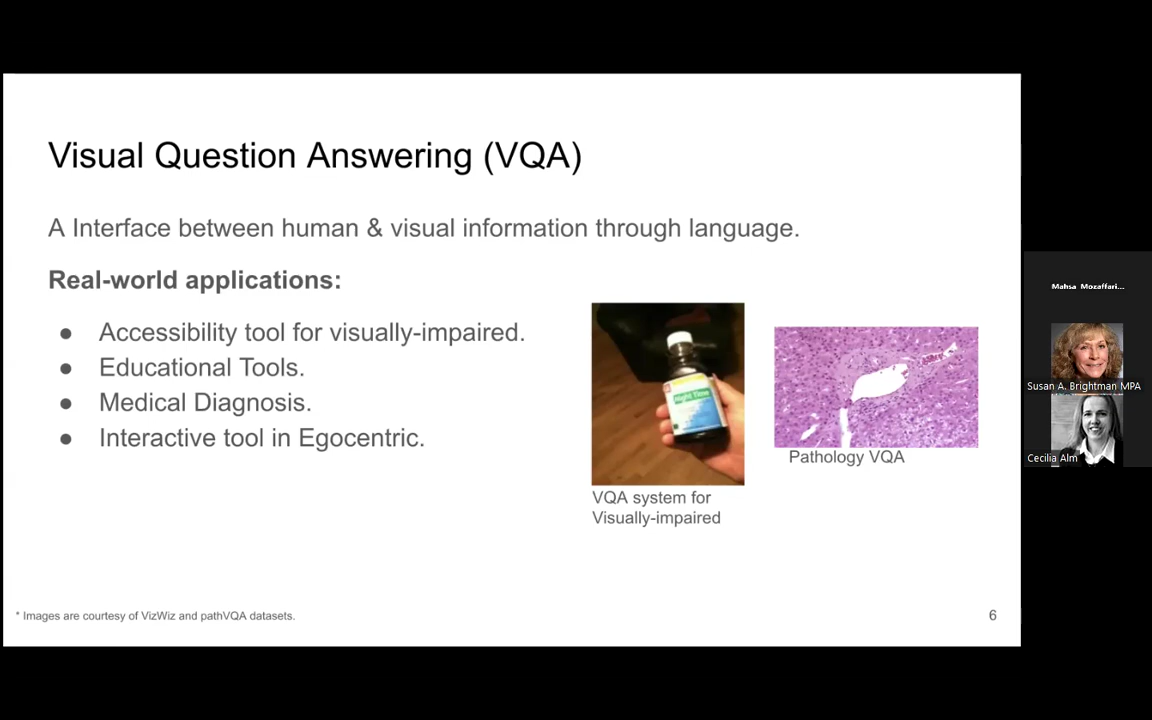 Visual Question Answering (VQA)
A Interface between human & visual information through language.
Real-world applications:
● Accessibility tool for visually-impaired.
● Educational Tools.
● Medical Diagnosis.
● Interactive tool in Egocentric.
Night Time
VQA system for
Visually-impaired
Pathology VQA
* Images are courtesy of VizWiz and pathVQA datasets.
6
Mahsa Mozaffari...
Susan A. Brightman MPA
Cecilia Alm